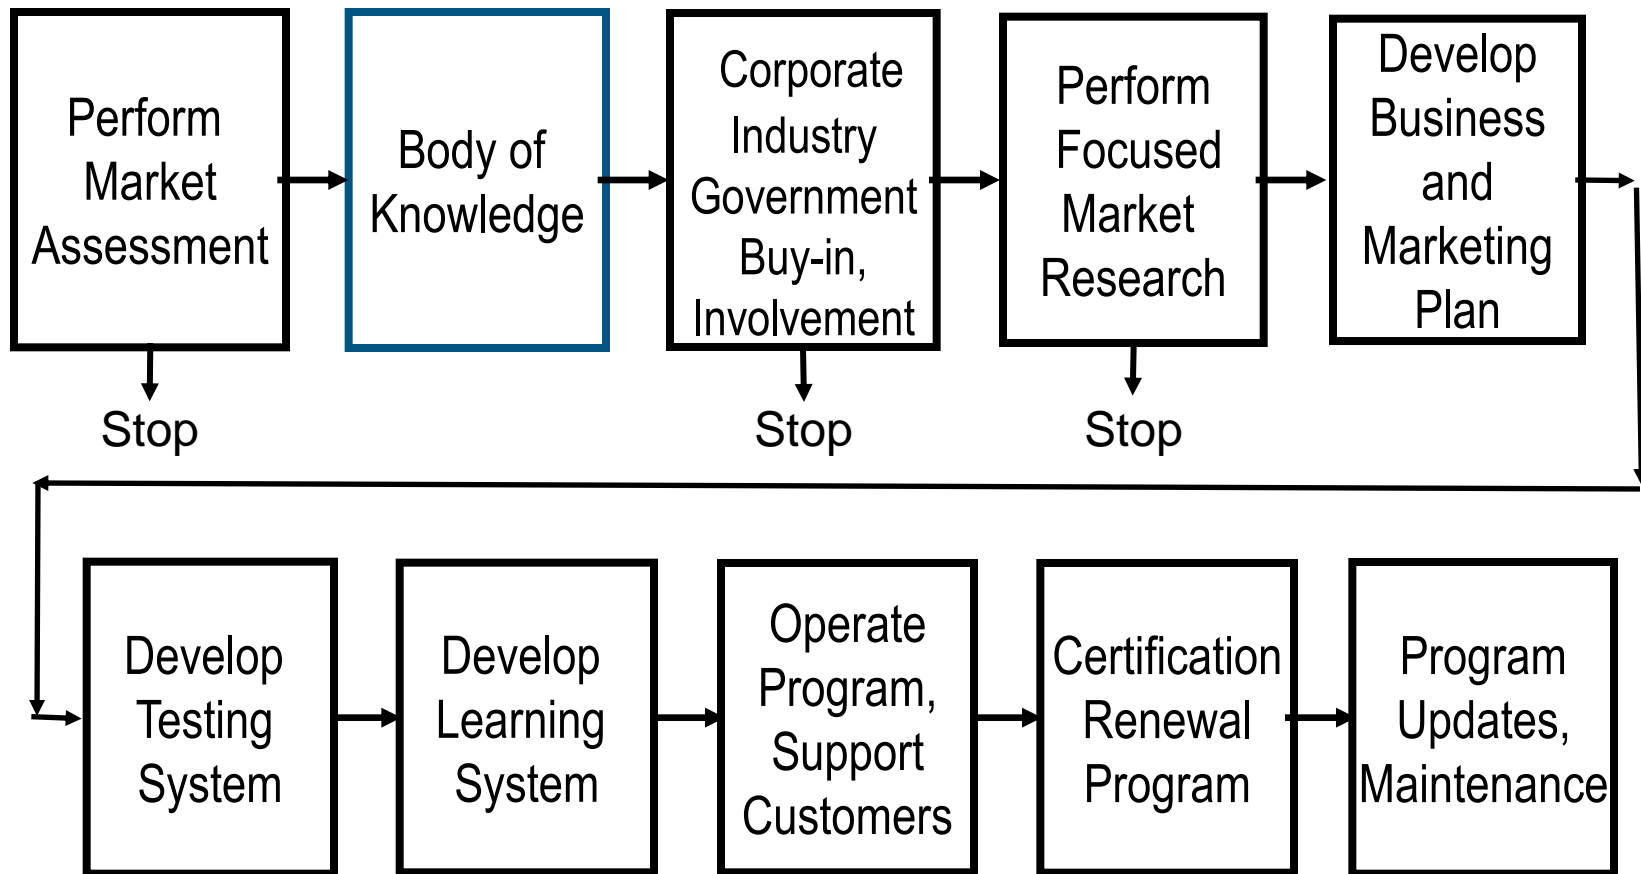 Perform
Market
Assessment
Body of
Knowledge
Corporate
Industry
Government
Buy-in,
Involvement
Perform
Focused
Market
Research
Develop
Business
and
Marketing
Plan
Stop
Stop
Stop
Develop
Testing
System
Develop
Learning
System
Operate
Program,
Support
Customers
Certification
Renewal
Program
Program
Updates,
Maintenance